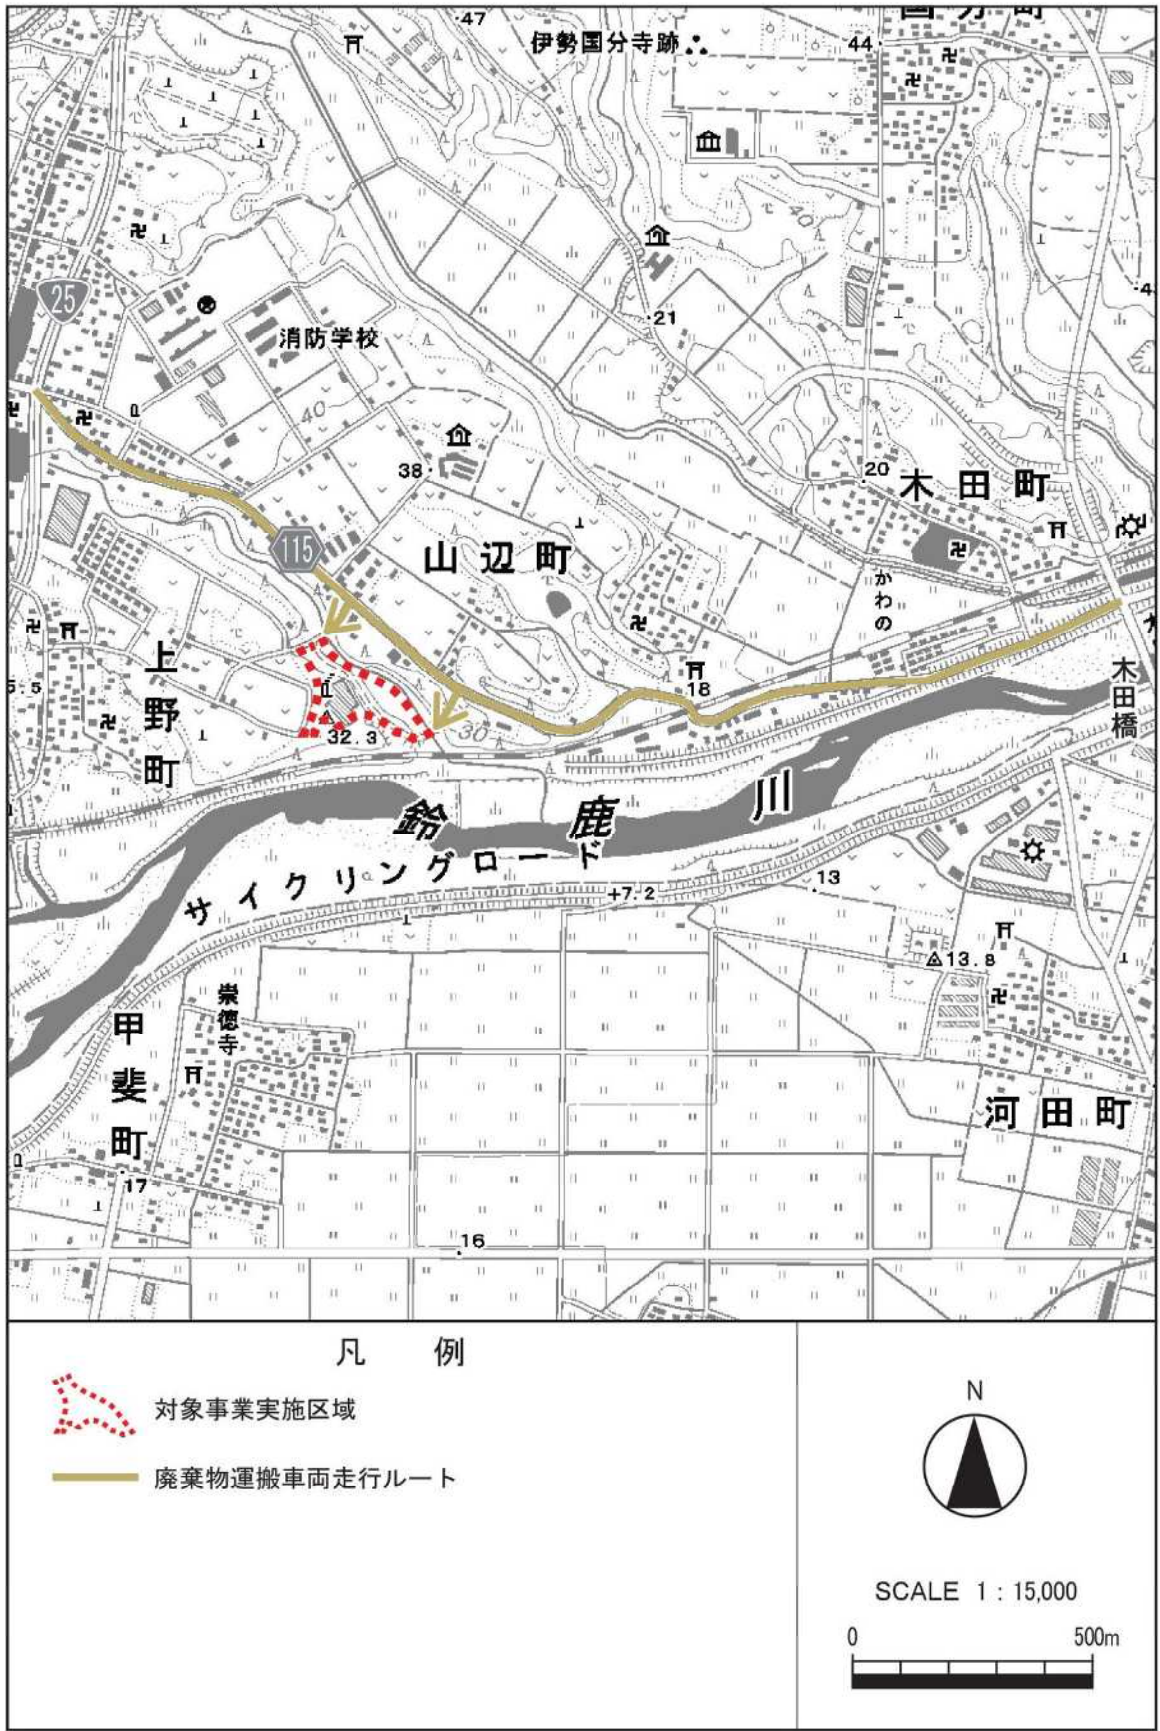 国分町
47
伊勢国分寺跡
44
40
25
21
消防学校
40
38
20
木田町
115
山辺町
かわの
上野町
18
木田橋
5.5
30
32.3
鈴鹿川
サイクリングロード
+7.2
13
13.8
崇徳寺
甲斐町
河田町
17
16
凡例
対象事業実施区域
廃棄物運搬車両走行ルート
N
SCALE 1 : 15,000
0 500m